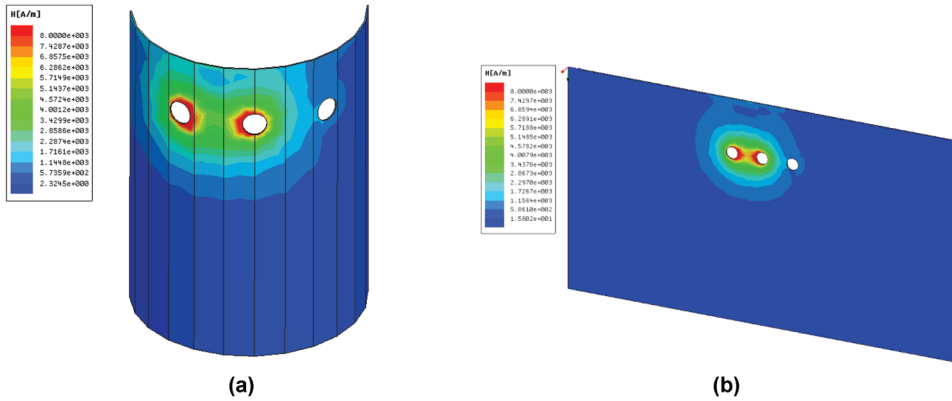 H[A/m]
8.0000e+003
7.4287e+003
6.8575e+003
6.2862e+003
5.7149e+003
5.1437e+003
4.5724e+003
4.0012e+003
3.4299e+003
2.8586e+003
2.2874e+003
1.7161e+003
1.1448e+003
5.7359e+002
2.3245e+000
(a)
H[A/m]
8.0000e+003
7.4297e+003
6.8594e+003
6.2891e+003
5.7188e+003
5.1485e+003
4.5782e+003
4.0079e+003
3.4376e+003
2.8673e+003
2.2970e+003
1.7267e+003
1.1564e+003
5.8610e+002
1.5802e+001
(b)